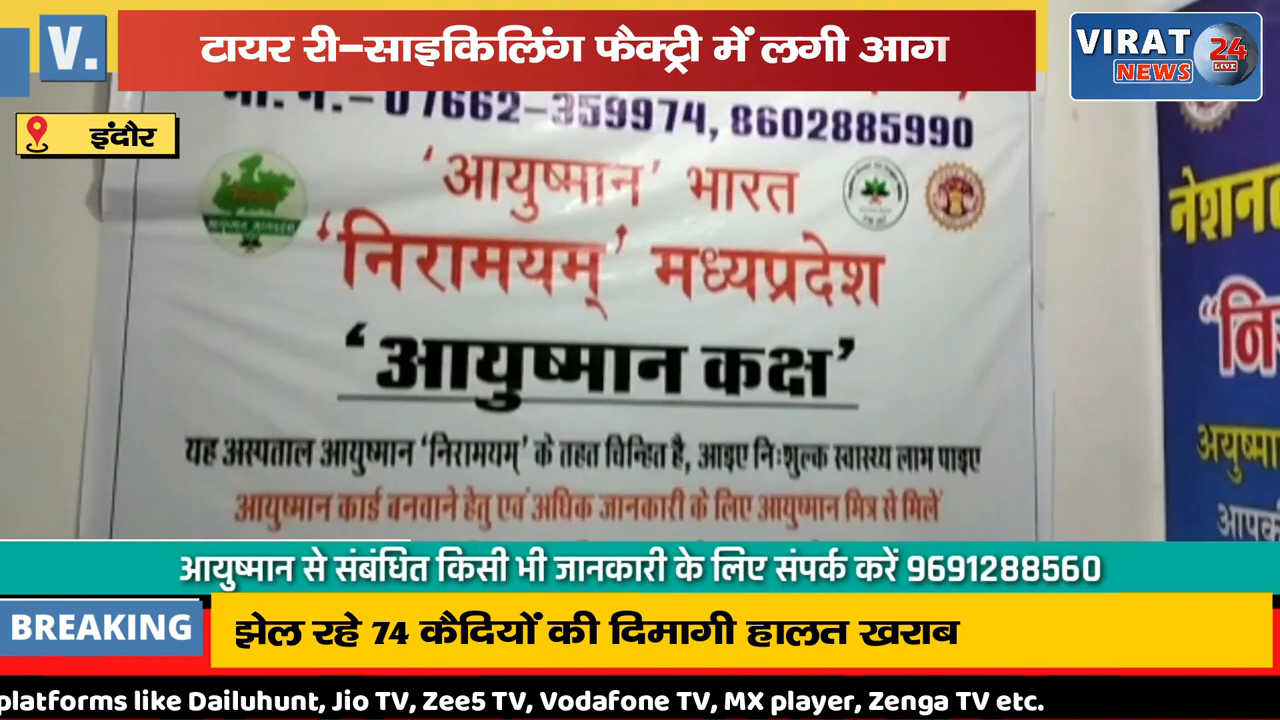 V.
टायर री-साइकिलिंग फैक्ट्री में लगी आग
VIRAT
NEWS
24
LIVE
इंदौर
07662-359974, 8602885990
'आयुष्मान' भारत
'निरामयम्' मध्यप्रदेश
'आयुष्मान कक्ष'
यह अस्पताल आयुष्मान 'निरामयम्' के तहत चिन्हित है, आइए निःशुल्क स्वास्थ्य लाभ पाइए
आयुष्मान कार्ड बनवाने हेतु एवं अधिक जानकारी के लिए आयुष्मान मित्र से मिलें
आयुष्मान से संबंधित किसी भी जानकारी के लिए संपर्क करें 9691288560
BREAKING
झेल रहे 74 कैदियों की दिमागी हालत खराब
platforms like Dailuhunt, Jio TV, Zee5 TV, Vodafone TV, MX player, Zenga TV etc.